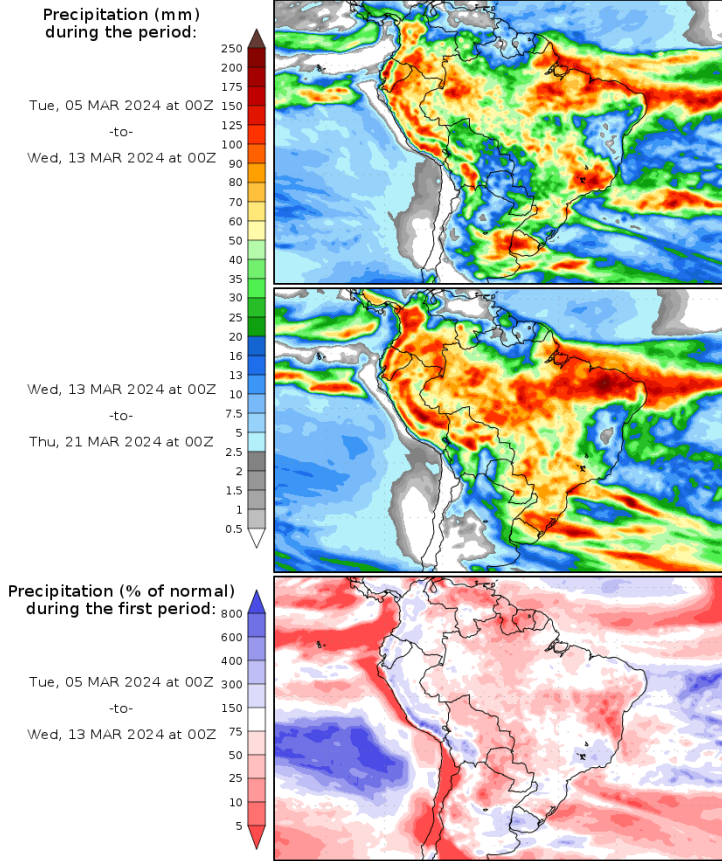 Precipitation (mm)
during the period:
Tue, 05 MAR 2024 at 00Z
-to-
Wed, 13 MAR 2024 at 00Z
250
200
175
150
125
100
90
80
70
60
50
40
35
30
25
20
16
13
10
7.5
5
2.5
2
1.5
1
0.5
Wed, 13 MAR 2024 at 00Z
-to-
Thu, 21 MAR 2024 at 00Z
Precipitation (% of normal)
during the first period:
Tue, 05 MAR 2024 at 00Z
-to-
Wed, 13 MAR 2024 at 00Z
800
600
400
300
150
75
50
25
10
5